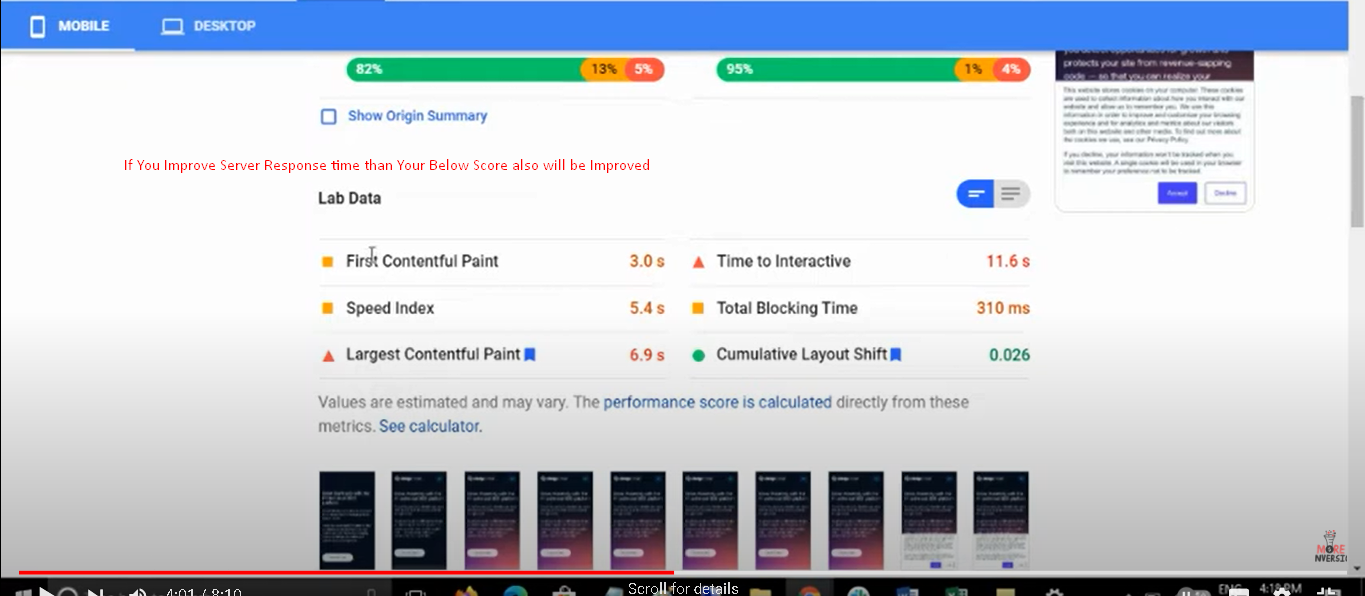 MOBILE
DESKTOP
82% 13% 5%
95% 1% 4%
protects your site from revenue-sapping
code — so that you can realize your
Show Origin Summary
This website stores cookies on your computer. These cookies
are used to collect information about how you interact with our
website and allow us to remember you. We use this
information in order to improve and customize your browsing
experience and for analytics and metrics about our visitors
both on this website and other media. To find out more about
the cookies we use, see our Privacy Policy.
If you decline, your information won't be tracked when you
visit this website. A single cookie will be used in your browser
to remember your preference not to be tracked.
Accept
Decline
If You Improve Server Response time than Your Below Score also will be Improved
Lab Data
First Contentful Paint 3.0 s
Time to Interactive 11.6 s
Speed Index 5.4 s
Total Blocking Time 310 ms
Largest Contentful Paint 6.9 s
Cumulative Layout Shift 0.026
Values are estimated and may vary. The performance score is calculated directly from these
metrics. See calculator.
MORE
NVERSIO
4:01 / 8:10
Scroll for details
ENG
4:19 PM